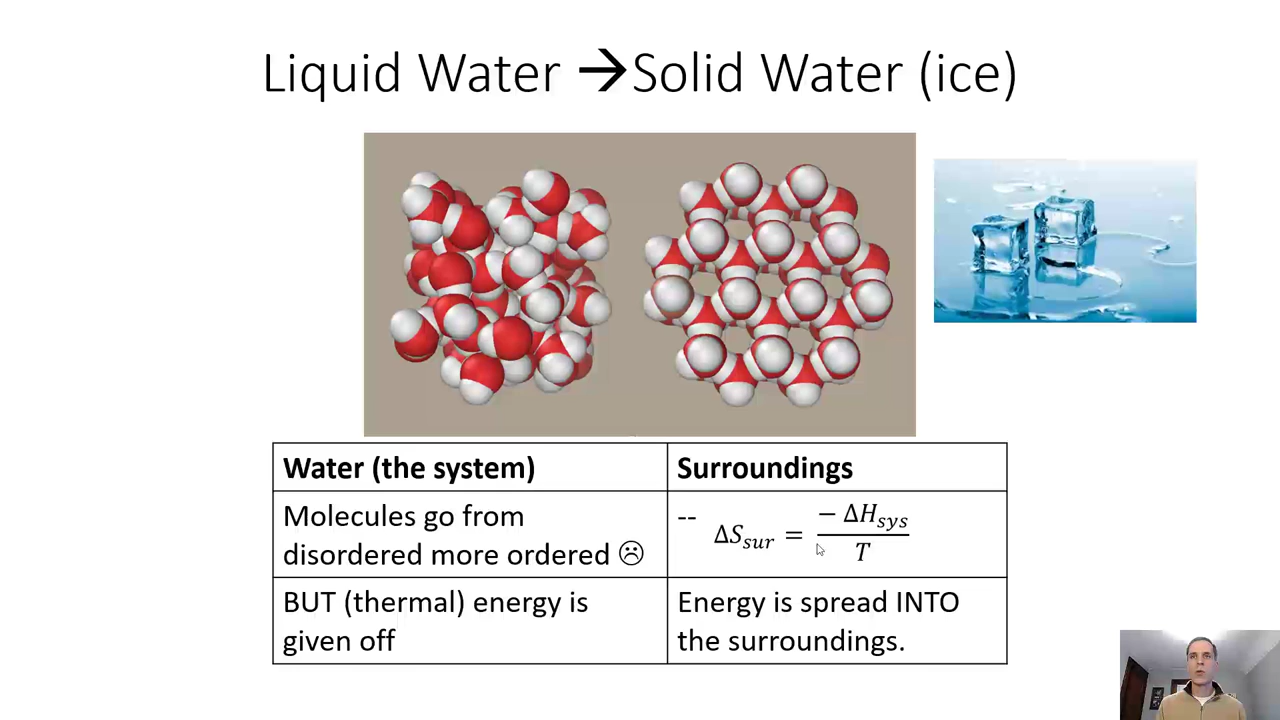 Liquid Water →Solid Water (ice)
Water (the system)
Surroundings
Molecules go from
disordered more ordered ☹
-- ΔS_sur = − ΔH_sys / T
BUT (thermal) energy is
given off
Energy is spread INTO
the surroundings.